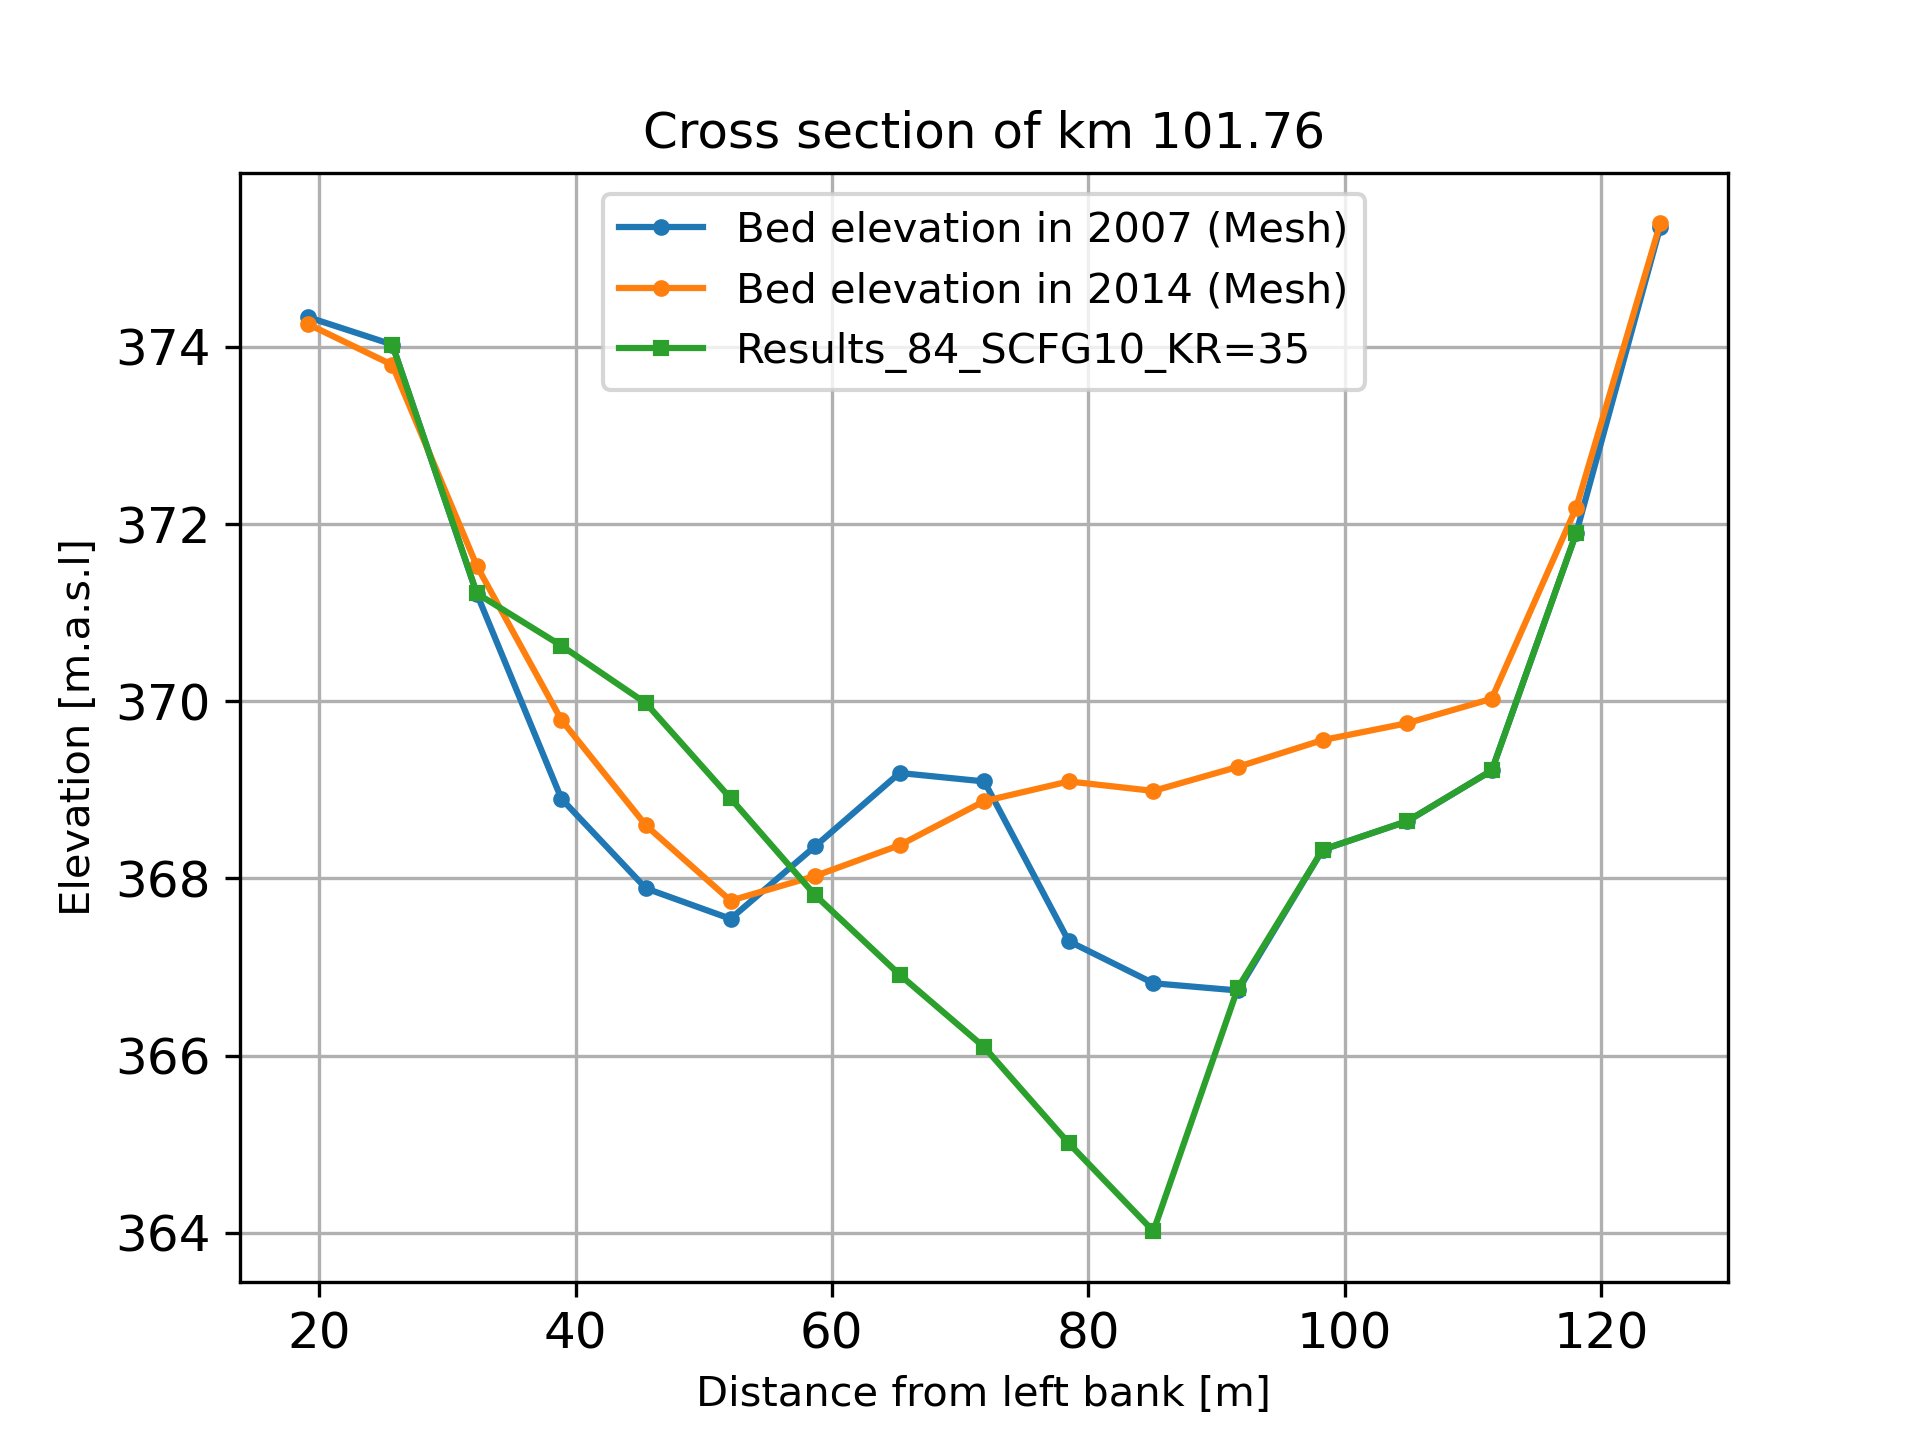 Cross section of km 101.76
Bed elevation in 2007 (Mesh)
Bed elevation in 2014 (Mesh)
Results_84_SCFG10_KR=35
374
372
370
368
366
364
Elevation [m.a.s.l]
20 40 60 80 100 120
Distance from left bank [m]